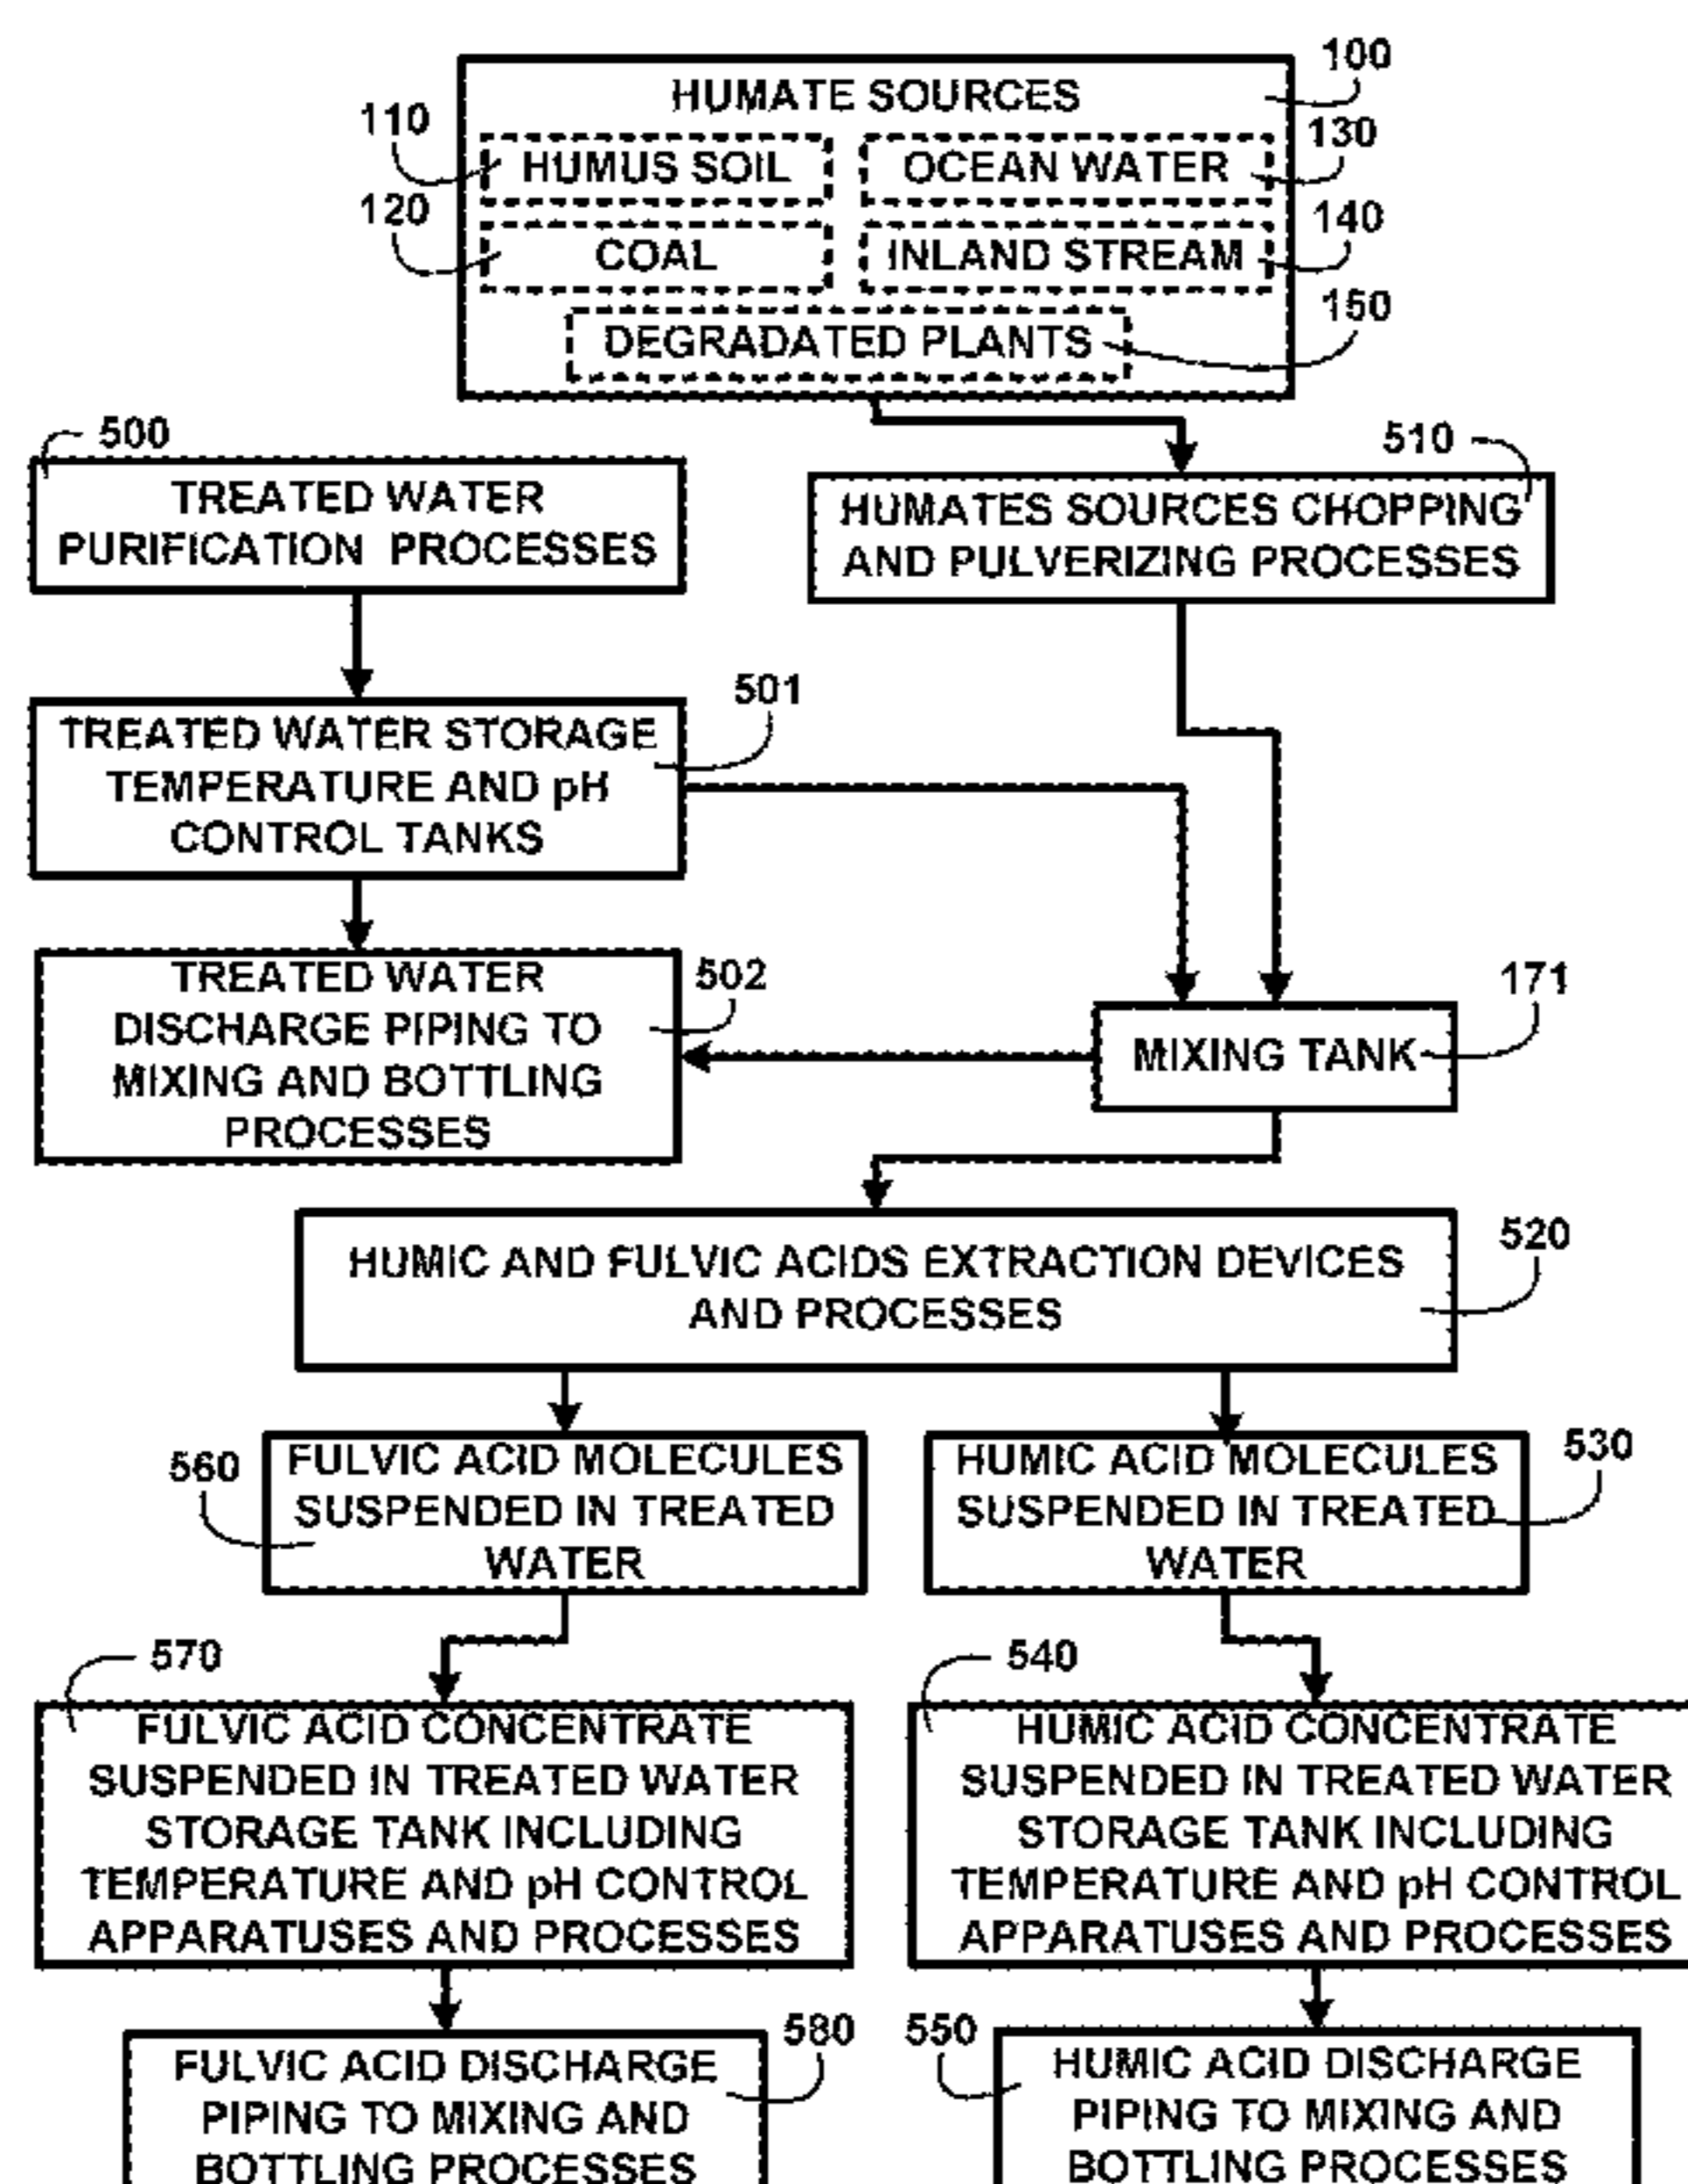 100
HUMATE SOURCES
110
130
HUMUS SOIL
OCEAN WATER
120
140
COAL
INLAND STREAM
150
DEGRADATED PLANTS
500
510
TREATED WATER
PURIFICATION PROCESSES
HUMATES SOURCES CHOPPING
AND PULVERIZING PROCESSES
501
TREATED WATER STORAGE
TEMPERATURE AND pH
CONTROL TANKS
502
171
TREATED WATER
DISCHARGE PIPING TO
MIXING AND BOTTLING
PROCESSES
MIXING TANK
520
HUMIC AND FULVIC ACIDS EXTRACTION DEVICES
AND PROCESSES
560
FULVIC ACID MOLECULES
SUSPENDED IN TREATED
WATER
530
HUMIC ACID MOLECULES
SUSPENDED IN TREATED
WATER
570
FULVIC ACID CONCENTRATE
SUSPENDED IN TREATED WATER
STORAGE TANK INCLUDING
TEMPERATURE AND pH CONTROL
APPARATUSES AND PROCESSES
540
HUMIC ACID CONCENTRATE
SUSPENDED IN TREATED WATER
STORAGE TANK INCLUDING
TEMPERATURE AND pH CONTROL
APPARATUSES AND PROCESSES
580
FULVIC ACID DISCHARGE
PIPING TO MIXING AND
BOTTLING PROCESSES
550
HUMIC ACID DISCHARGE
PIPING TO MIXING AND
BOTTLING PROCESSES